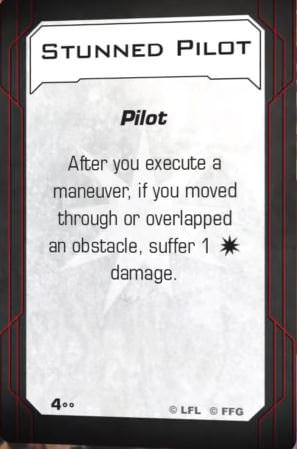 STUNNED PILOT
Pilot
After you execute a
maneuver, if you moved
through or overlapped
an obstacle, suffer 1
damage.
4°° © LFL © FFG